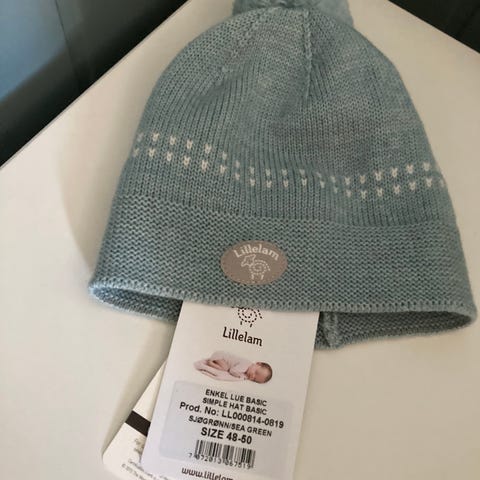 Lillelam
Lillelam
ENKEL LUE BASIC
SIMPLE HAT BASIC
Prod. No: LL000814-0819
SJØGRØNN/SEA GREEN
SIZE 48-50
www.lillelam